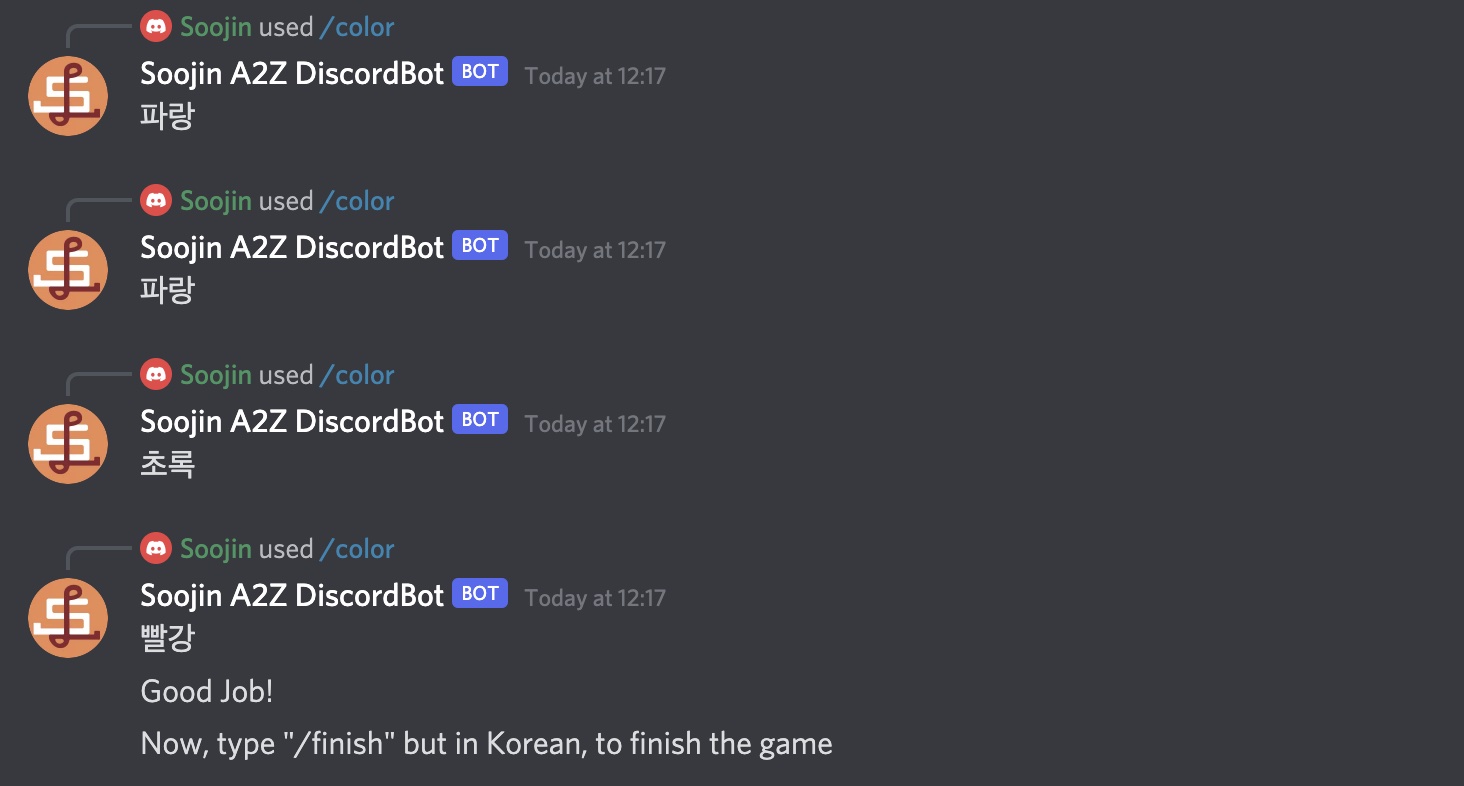 Soojin used /color
Soojin A2Z DiscordBot BOT Today at 12:17
파랑
Soojin used /color
Soojin A2Z DiscordBot BOT Today at 12:17
파랑
Soojin used /color
Soojin A2Z DiscordBot BOT Today at 12:17
초록
Soojin used /color
Soojin A2Z DiscordBot BOT Today at 12:17
빨강
Good Job!
Now, type "/finish" but in Korean, to finish the game